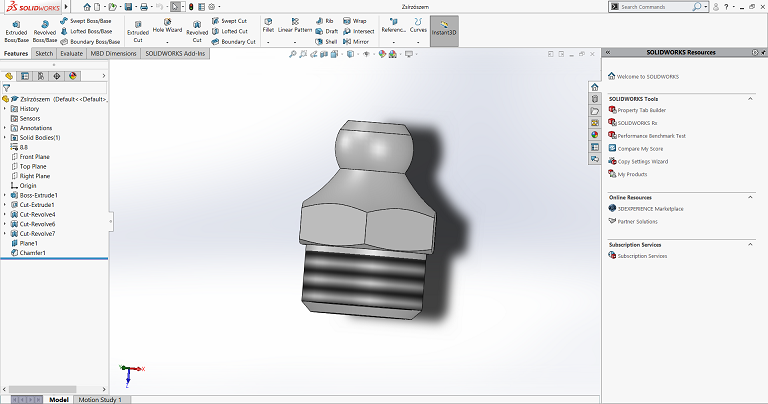 SOLIDWORKS
Zsirzószem
Search Commands
Extruded Boss/Base
Revolved Boss/Base
Swept Boss/Base
Lofted Boss/Base
Boundary Boss/Base
Extruded Cut
Hole Wizard
Revolved Cut
Swept Cut
Lofted Cut
Boundary Cut
Fillet
Linear Pattern
Rib
Draft
Shell
Wrap
Intersect
Mirror
Referenc...
Curves
Instant3D
Features
Sketch
Evaluate
MBD Dimensions
SOLIDWORKS Add-Ins
SOLIDWORKS Resources
Zsirzószem (Default<<Default>_
History
Sensors
Annotations
Solid Bodies(1)
8.8
Front Plane
Top Plane
Right Plane
Origin
Boss-Extrude1
Cut-Extrude1
Cut-Revolve4
Cut-Revolve6
Cut-Revolve7
Plane1
Chamfer1
Welcome to SOLIDWORKS
SOLIDWORKS Tools
Property Tab Builder
SOLIDWORKS Rx
Performance Benchmark Test
Compare My Score
Copy Settings Wizard
My Products
Online Resources
3DEXPERIENCE Marketplace
Partner Solutions
Subscription Services
Subscription Services
Y
X
Z
Model
Motion Study 1